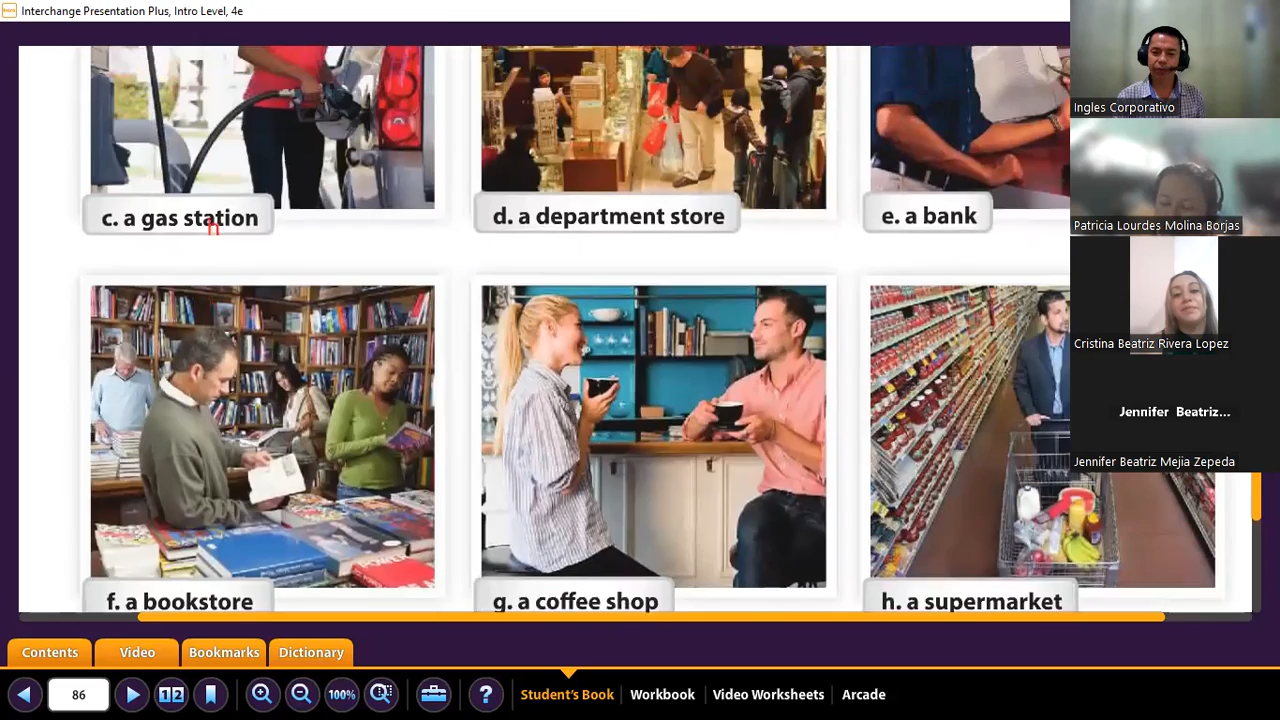 Interchange Presentation Plus, Intro Level, 4e
Ingles Corporativo
Patricia Lourdes Molina Borjas
Cristina Beatriz Rivera Lopez
Jennifer Beatriz...
Jennifer Beatriz Mejia Zepeda
c. a gas station
d. a department store
e. a bank
f. a bookstore
g. a coffee shop
h. a supermarket
Contents
Video
Bookmarks
Dictionary
86
12
100%
?
Student's Book
Workbook
Video Worksheets
Arcade